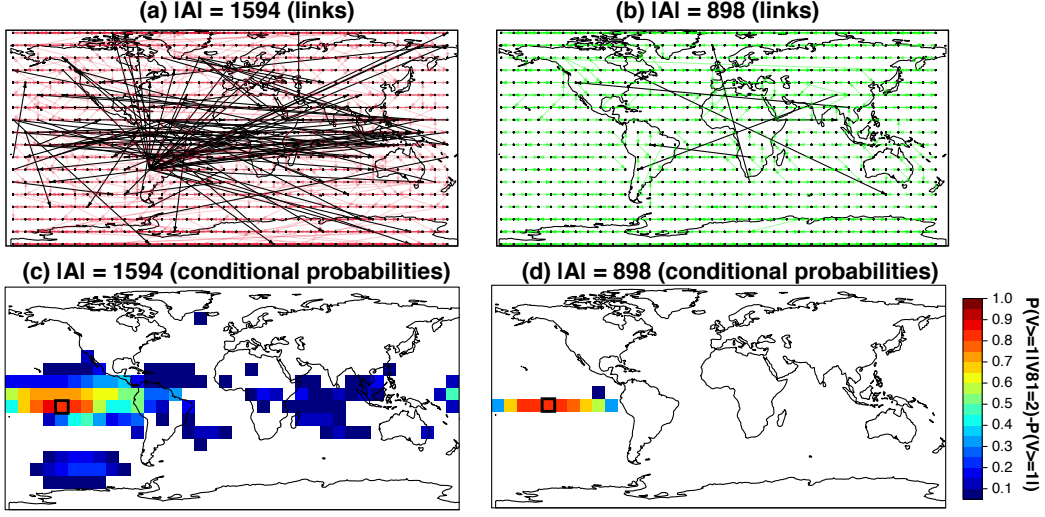 (a) |A| = 1594 (links)
(b) |A| = 898 (links)
(c) |A| = 1594 (conditional probabilities)
(d) |A| = 898 (conditional probabilities)
1.0
0.9
0.8
0.7
0.6
0.5
0.4
0.3
0.2
0.1
P(V>=1|V81=2)-P(V>=1|)